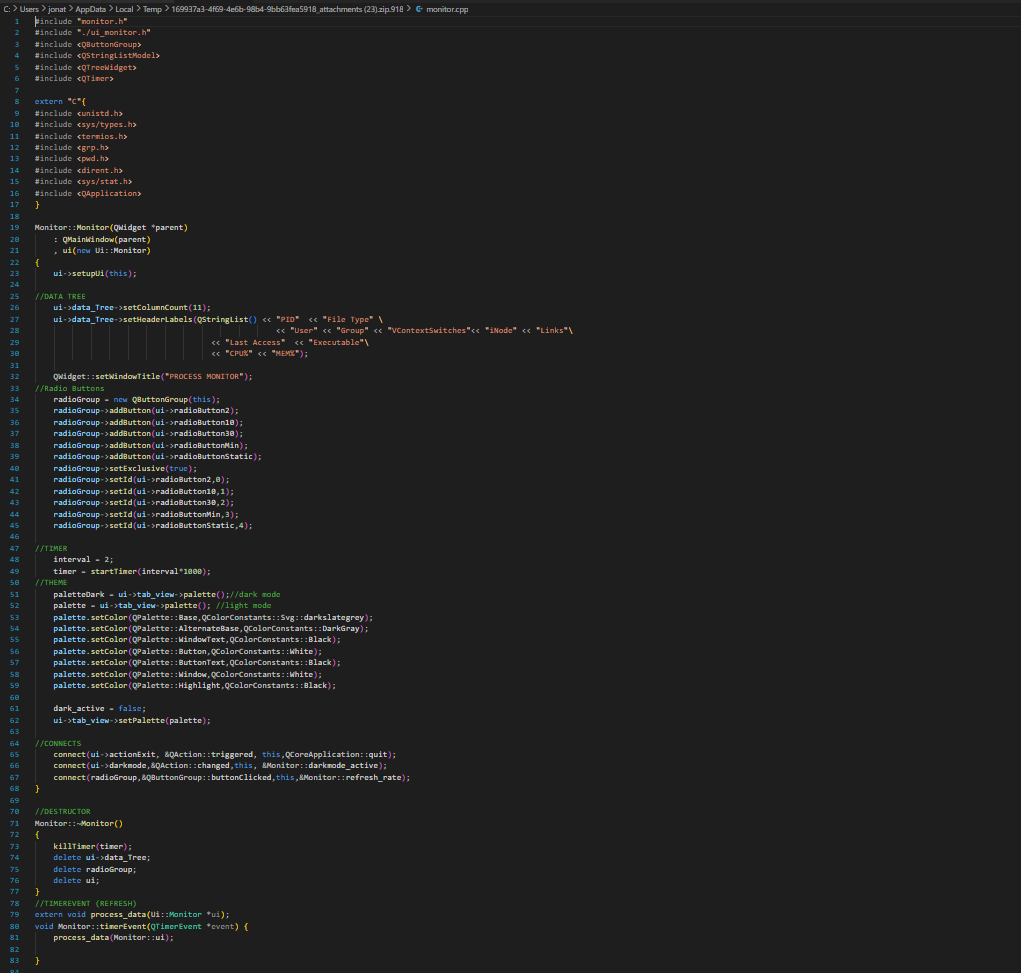 C: > Users > jonat > AppData > Local > Temp > 169937a3-4f69-4e6b-98b4-9bb63fea5918_attachments (23).zip.918 > monitor.cpp
1 #include "monitor.h"
2 #include "./ui_monitor.h"
3 #include <QButtonGroup>
4 #include <QStringListModel>
5 #include <QTreeWidget>
6 #include <QTimer>
7
8 extern "C"{
9 #include <unistd.h>
10 #include <sys/types.h>
11 #include <termios.h>
12 #include <grp.h>
13 #include <pwd.h>
14 #include <dirent.h>
15 #include <sys/stat.h>
16 #include <QApplication>
17 }
18
19 Monitor::Monitor(QWidget *parent)
20     : QMainWindow(parent)
21     , ui(new Ui::Monitor)
22 {
23     ui->setupUi(this);
24
25 //DATA TREE
26     ui->data_Tree->setColumnCount(11);
27     ui->data_Tree->setHeaderLabels(QStringList() << "PID"  << "File Type" \
28                                                      << "User" << "Group" << "VContextSwitches"<< "iNode" << "Links"\
29                                        << "Last Access"  << "Executable"\
30                                        << "CPU%" << "MEM%");
31
32     QWidget::setWindowTitle("PROCESS MONITOR");
33 //Radio Buttons
34     radioGroup = new QButtonGroup(this);
35     radioGroup->addButton(ui->radioButton2);
36     radioGroup->addButton(ui->radioButton10);
37     radioGroup->addButton(ui->radioButton30);
38     radioGroup->addButton(ui->radioButtonMin);
39     radioGroup->addButton(ui->radioButtonStatic);
40     radioGroup->setExclusive(true);
41     radioGroup->setId(ui->radioButton2,0);
42     radioGroup->setId(ui->radioButton10,1);
43     radioGroup->setId(ui->radioButton30,2);
44     radioGroup->setId(ui->radioButtonMin,3);
45     radioGroup->setId(ui->radioButtonStatic,4);
46
47 //TIMER
48     interval = 2;
49     timer = startTimer(interval*1000);
50 //THEME
51     paletteDark = ui->tab_view->palette();//dark mode
52     palette = ui->tab_view->palette(); //light mode
53     palette.setColor(QPalette::Base,QColorConstants::Svg::darkslategrey);
54     palette.setColor(QPalette::AlternateBase,QColorConstants::DarkGray);
55     palette.setColor(QPalette::WindowText,QColorConstants::Black);
56     palette.setColor(QPalette::Button,QColorConstants::White);
57     palette.setColor(QPalette::ButtonText,QColorConstants::Black);
58     palette.setColor(QPalette::Window,QColorConstants::White);
59     palette.setColor(QPalette::Highlight,QColorConstants::Black);
60
61     dark_active = false;
62     ui->tab_view->setPalette(palette);
63
64 //CONNECTS
65     connect(ui->actionExit, &QAction::triggered, this,QCoreApplication::quit);
66     connect(ui->darkmode,&QAction::changed,this, &Monitor::darkmode_active);
67     connect(radioGroup,&QButtonGroup::buttonClicked,this,&Monitor::refresh_rate);
68 }
69
70 //DESTRUCTOR
71 Monitor::~Monitor()
72 {
73     killTimer(timer);
74     delete ui->data_Tree;
75     delete radioGroup;
76     delete ui;
77 }
78 //TIMEREVENT (REFRESH)
79 extern void process_data(Ui::Monitor *ui);
80 void Monitor::timerEvent(QTimerEvent *event) {
81     process_data(Monitor::ui);
82
83 }